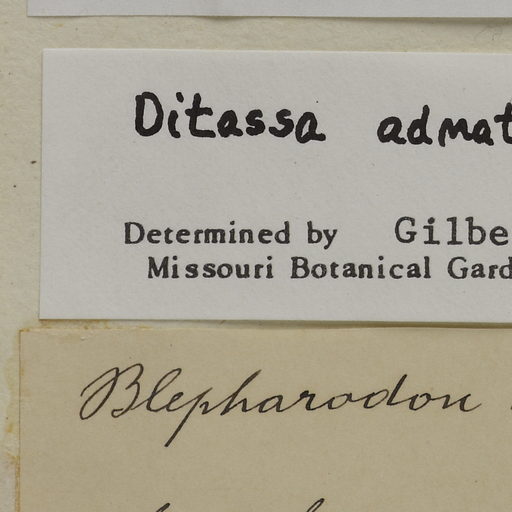 Ditassa admat
Determined by Gilbe
Missouri Botanical Gard
Blepharodon